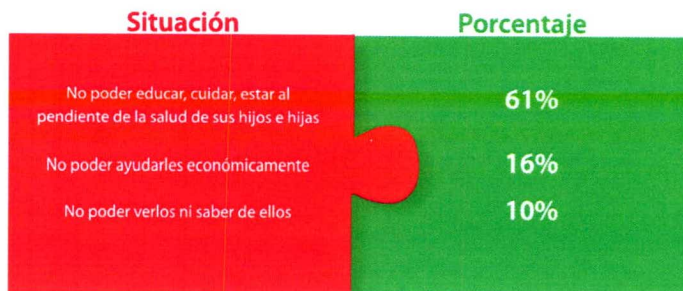 Situación Porcentaje
No poder educar, cuidar, estar al
pendiente de la salud de sus hijos e hijas 61%
No poder ayudarles económicamente 16%
No poder verlos ni saber de ellos 10%